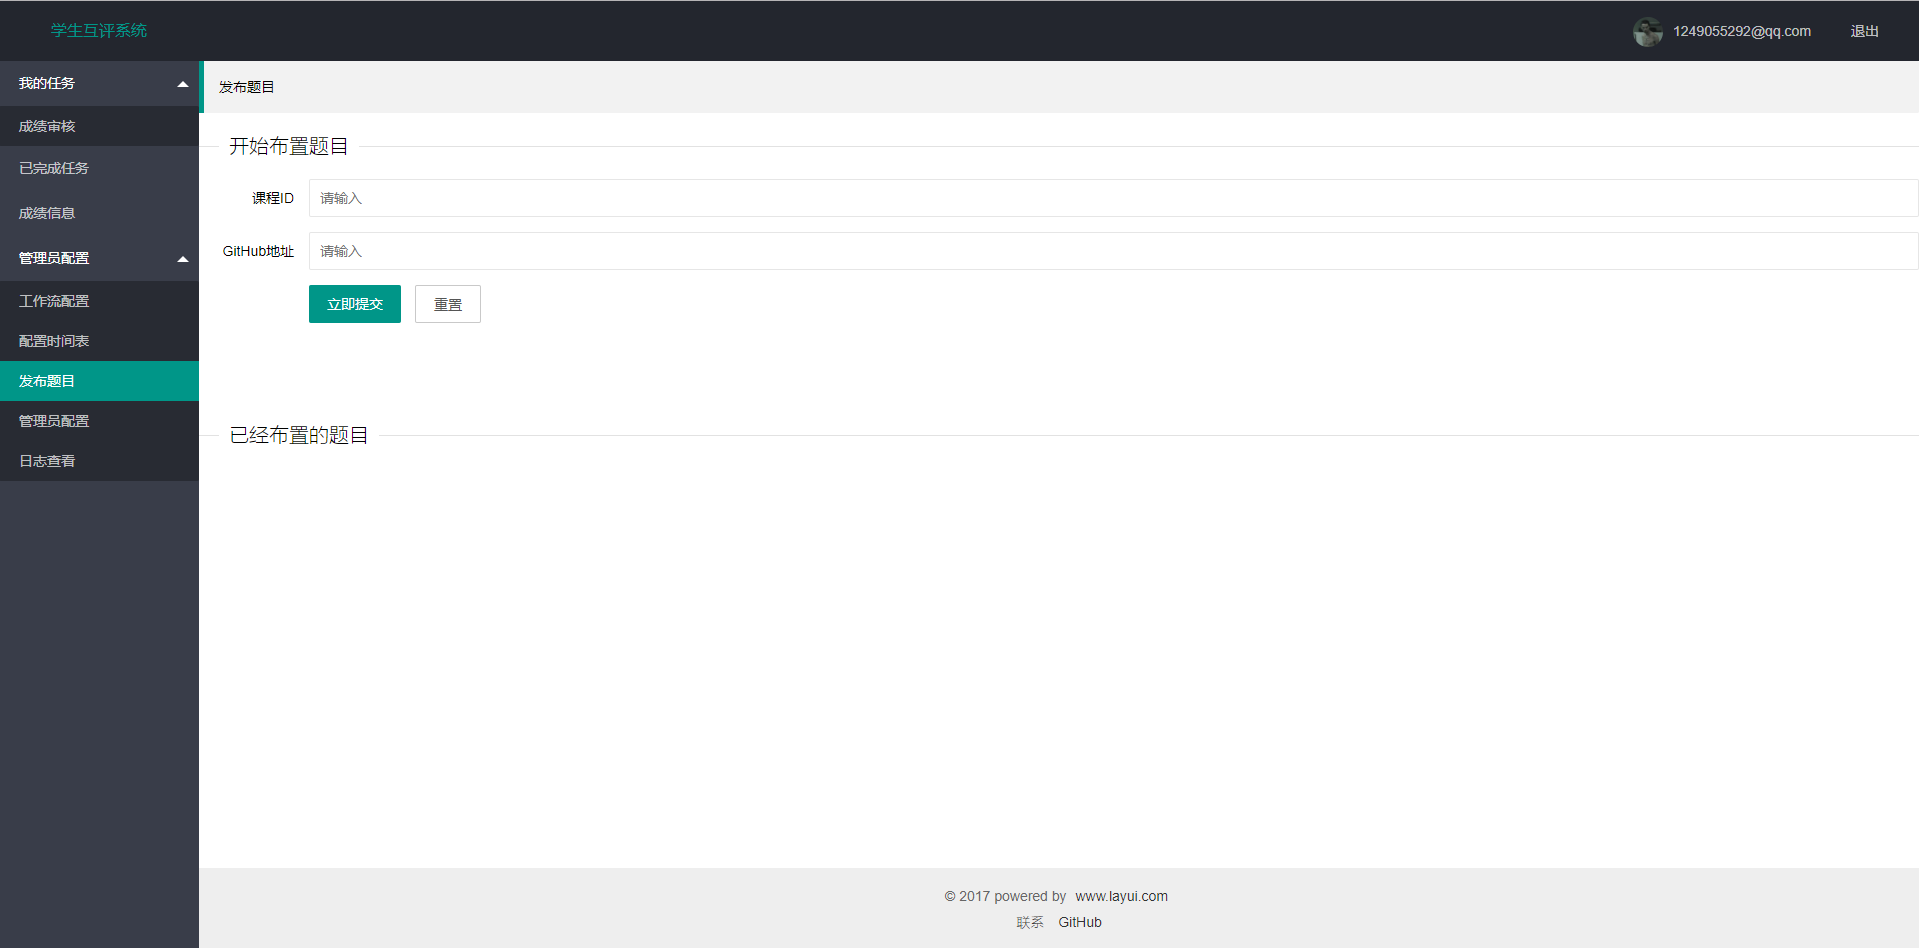 学生互评系统
1249055292@qq.com 退出
我的任务
成绩审核
已完成任务
成绩信息
管理员配置
工作流配置
配置时间表
发布题目
管理员配置
日志查看
发布题目
开始布置题目
课程ID 请输入
GitHub地址 请输入
立即提交 重置
已经布置的题目
© 2017 powered by www.layui.com
联系 GitHub